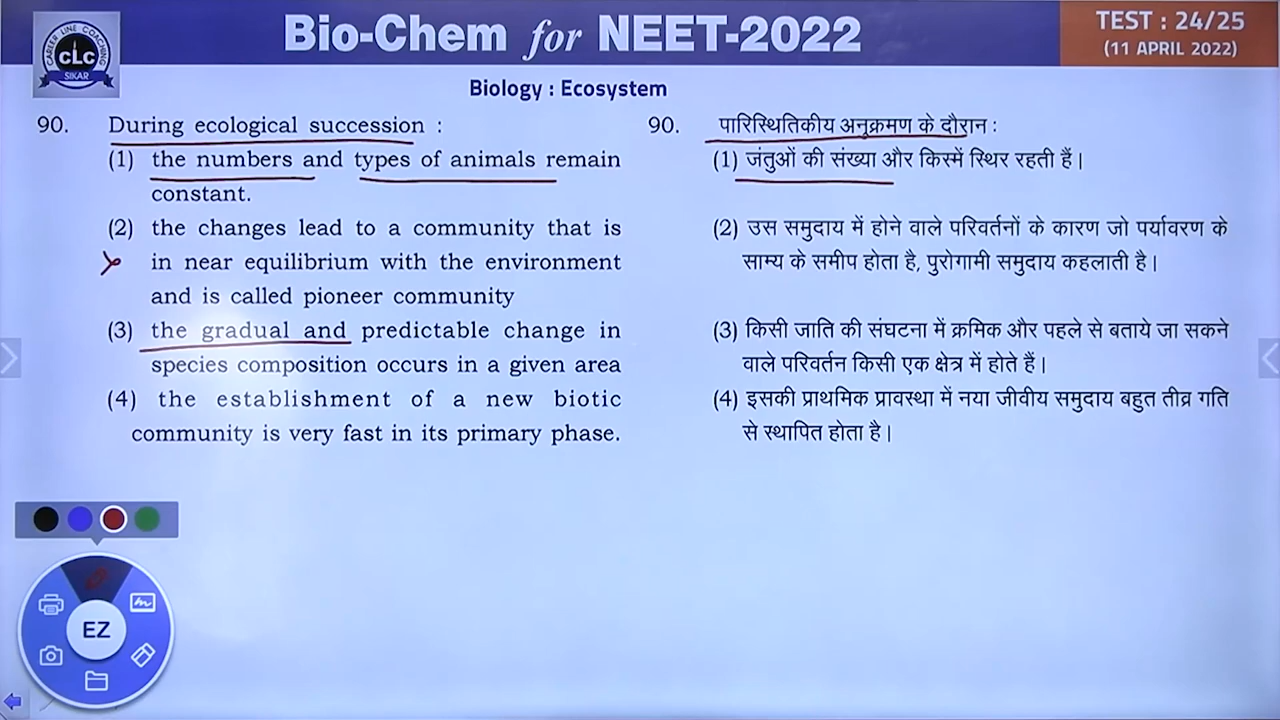 CAREER LINE COACHING
CLC
SIKAR
Bio-Chem for NEET-2022
TEST : 24/25
(11 APRIL 2022)
Biology : Ecosystem
90. During ecological succession :
(1) the numbers and types of animals remain
constant.
(2) the changes lead to a community that is
in near equilibrium with the environment
and is called pioneer community
(3) the gradual and predictable change in
species composition occurs in a given area
(4) the establishment of a new biotic
community is very fast in its primary phase.
90. पारिस्थितिकीय अनुक्रमण के दौरान :
(1) जंतुओं की संख्या और किस्में स्थिर रहती हैं।
(2) उस समुदाय में होने वाले परिवर्तनों के कारण जो पर्यावरण के
साम्य के समीप होता है, पुरोगामी समुदाय कहलाती है।
(3) किसी जाति की संघटना में क्रमिक और पहले से बताये जा सकने
वाले परिवर्तन किसी एक क्षेत्र में होते हैं।
(4) इसकी प्राथमिक प्रावस्था में नया जीवीय समुदाय बहुत तीव्र गति
से स्थापित होता है।
EZ